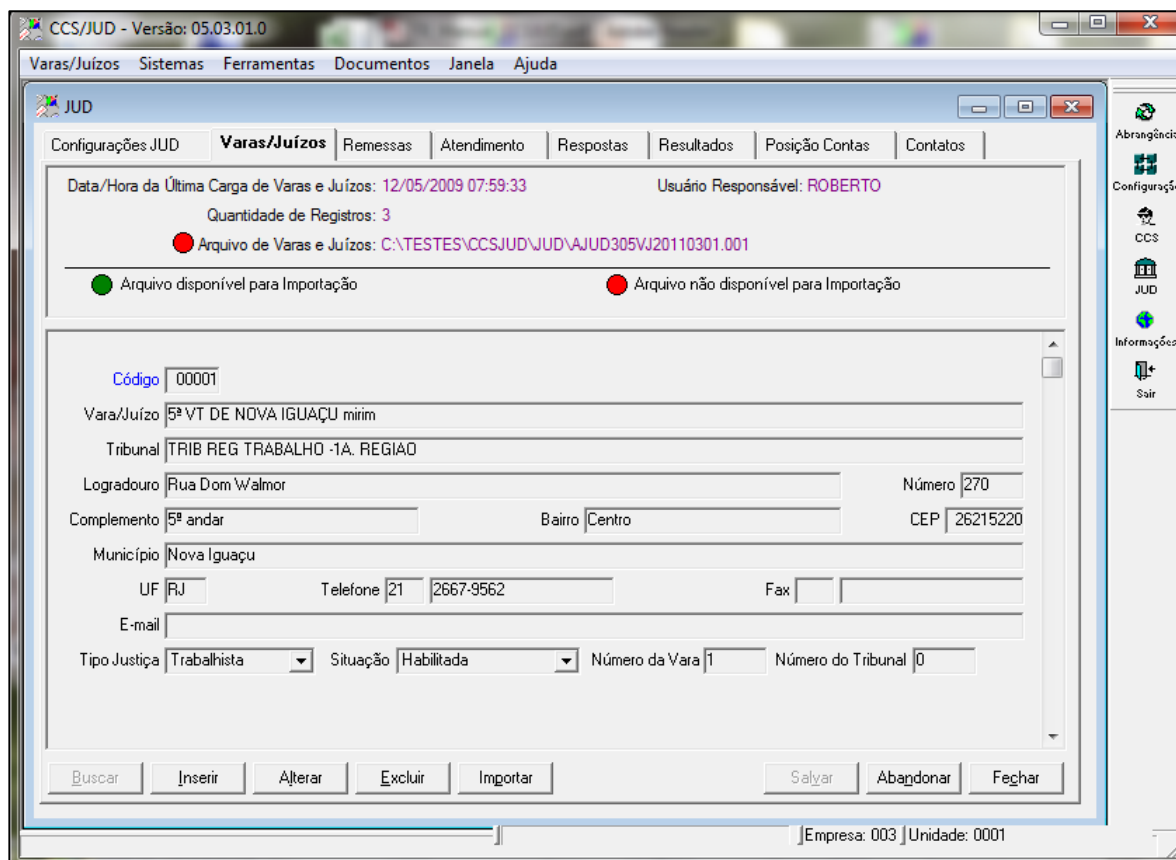 CCS/JUD - Versão: 05.03.01.0
Varas/Juízos Sistemas Ferramentas Documentos Janela Ajuda
JUD
Configurações JUD Varas/Juízos Remessas Atendimento Respostas Resultados Posição Contas Contatos
Data/Hora da Última Carga de Varas e Juízos: 12/05/2009 07:59:33 Usuário Responsável: ROBERTO
Quantidade de Registros: 3
Arquivo de Varas e Juízos: C:\TESTES\CCSJUD\JUD\AJUD305VJ20110301.001
Arquivo disponível para Importação Arquivo não disponível para Importação
Código 00001
Vara/Juízo 5ª VT DE NOVA IGUAÇU mirim
Tribunal TRIB REG TRABALHO -1A. REGIAO
Logradouro Rua Dom Walmor Número 270
Complemento 5º andar Bairro Centro CEP 26215220
Município Nova Iguaçu
UF RJ Telefone 21 2667-9562 Fax
E-mail
Tipo Justiça Trabalhista Situação Habilitada Número da Vara 1 Número do Tribunal 0
Buscar Inserir Alterar Excluir Importar Salvar Abandonar Fechar
Empresa: 003 Unidade: 0001
Abrangência
Configuraçõ
CCS
JUD
Informações
Sair